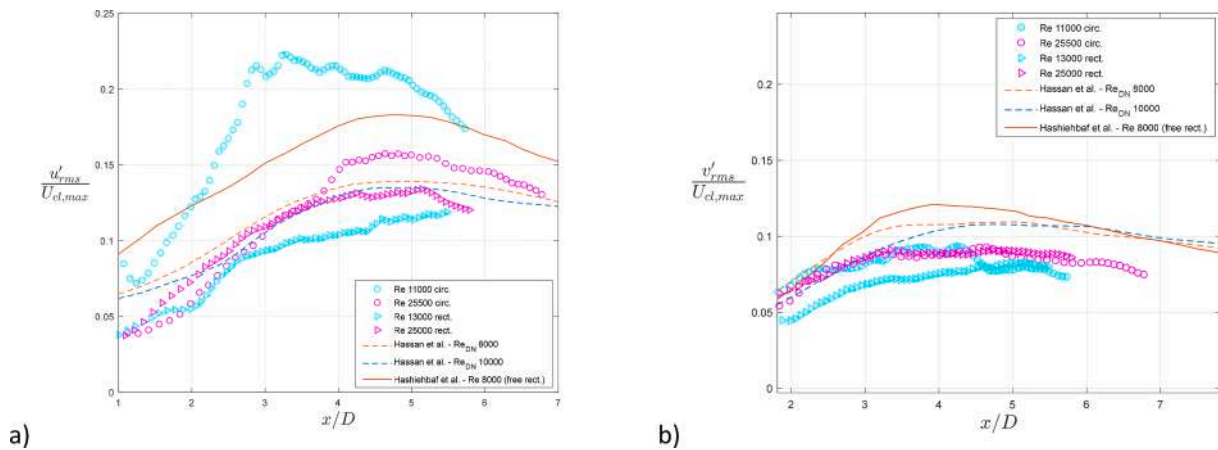 0.25
0.2
0.15
0.1
0.05
0
u′rms
Ucl,max
1 2 3 4 5 6 7
x/D
Re 11000 circ.
Re 25500 circ.
Re 13000 rect.
Re 25000 rect.
Hassan et al. - ReDN 8000
Hassan et al. - ReDN 10000
Hashiehbaf et al. - Re 8000 (free rect.)
a)
0.2
0.15
0.1
0.05
0
v′rms
Ucl,max
2 3 4 5 6 7
x/D
Re 11000 circ.
Re 25500 circ.
Re 13000 rect.
Re 25000 rect.
Hassan et al. - ReDN 8000
Hassan et al. - ReDN 10000
Hashiehbaf et al. - Re 8000 (free rect.)
b)